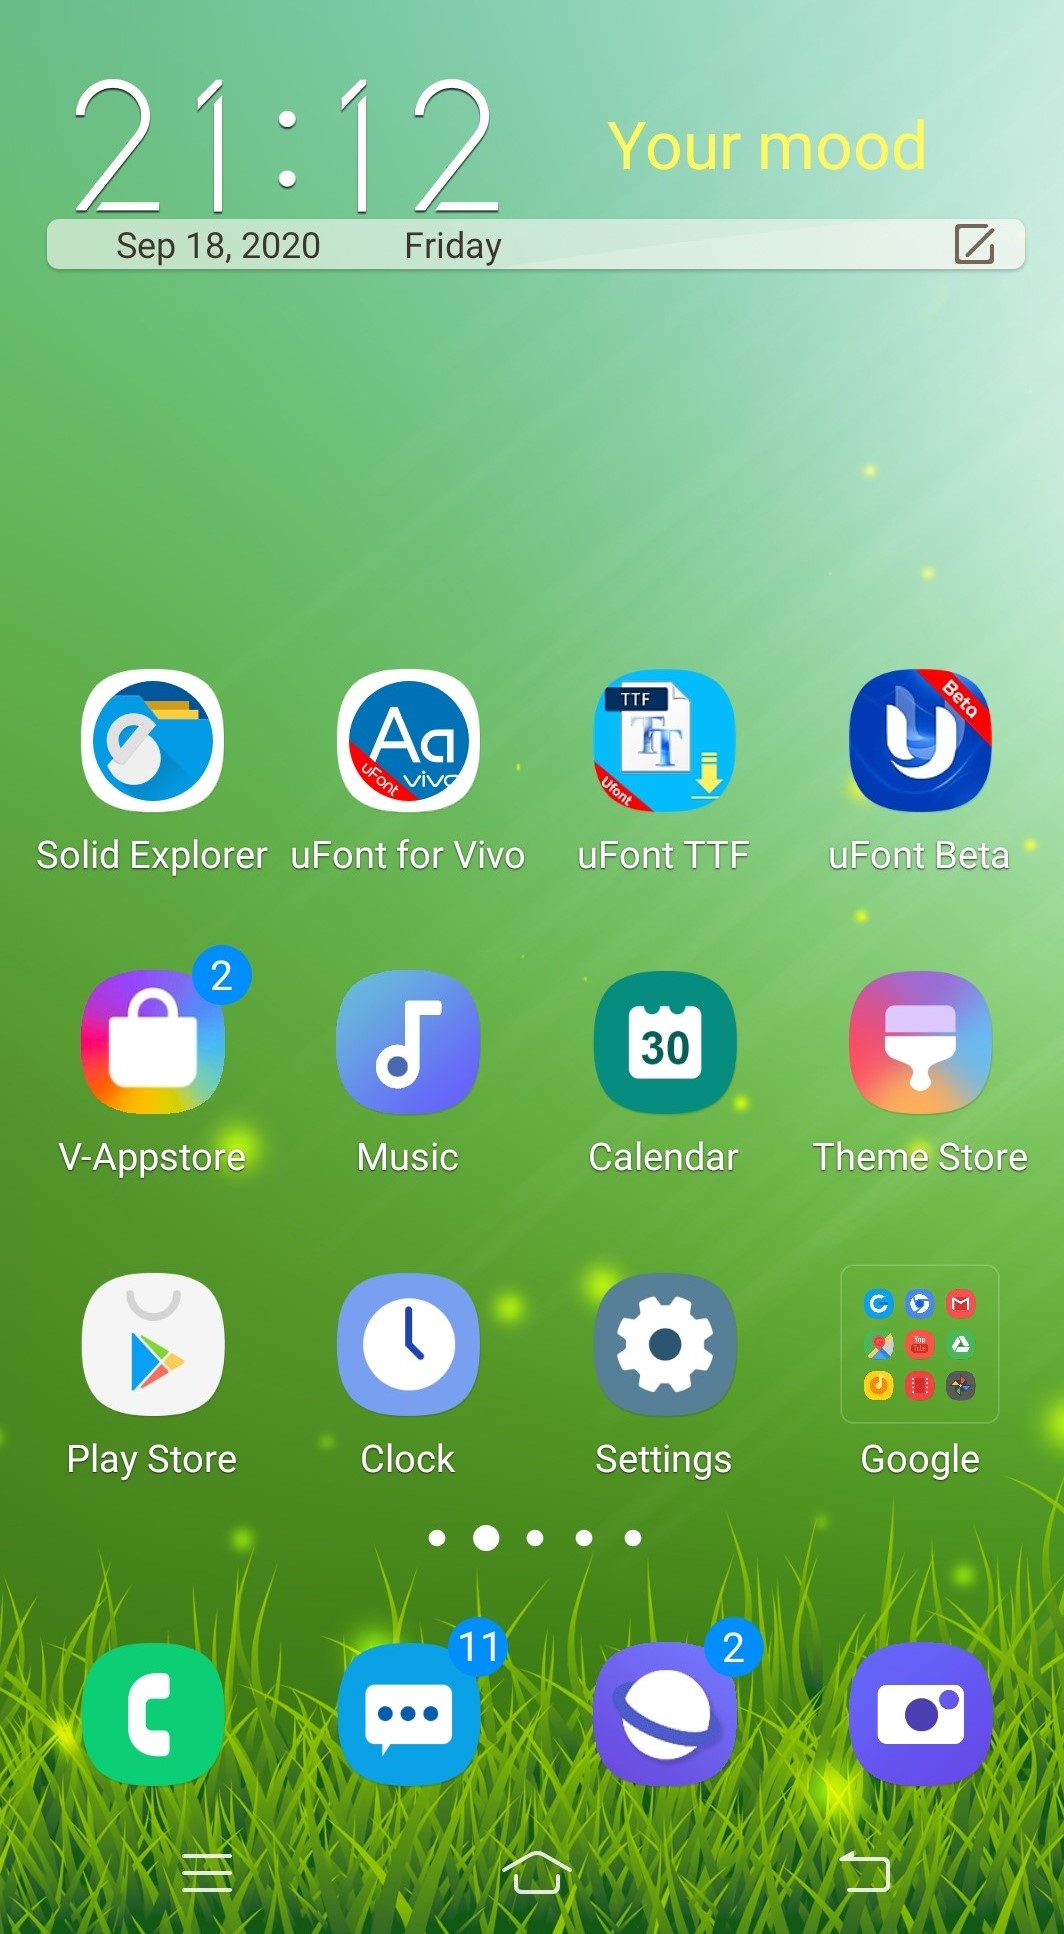 21:12
Your mood
Sep 18, 2020 Friday
TTF
Beta
Aa
uFont
vivo
TT
Ufont
Solid Explorer uFont for Vivo uFont TTF uFont Beta
2
30
V-Appstore Music Calendar Theme Store
You
Tube
Play Store Clock Settings Google
11
2